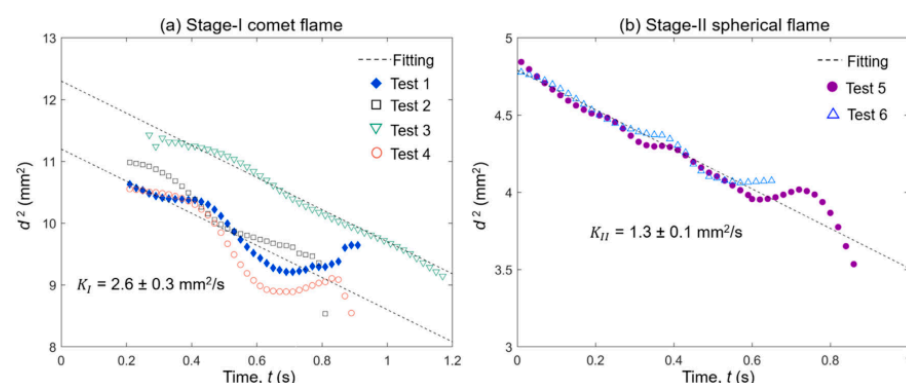 (a) Stage-I comet flame
13
12
11
10
9
8
0
0.2
0.4
0.6
0.8
1
1.2
d² (mm²)
Time, t (s)
Fitting
Test 1
Test 2
Test 3
Test 4
K_I = 2.6 ± 0.3 mm²/s
(b) Stage-II spherical flame
5
4.5
4
3.5
3
0
0.2
0.4
0.6
0.8
1
d² (mm²)
Time, t (s)
Fitting
Test 5
Test 6
K_II = 1.3 ± 0.1 mm²/s